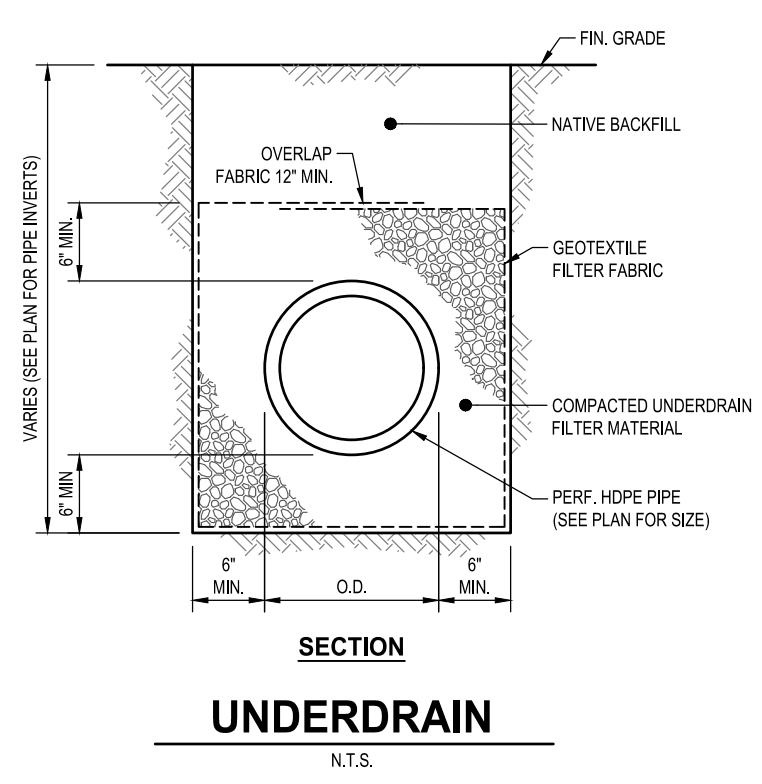 FIN. GRADE
NATIVE BACKFILL
OVERLAP
FABRIC 12" MIN.
GEOTEXTILE
FILTER FABRIC
VARIES (SEE PLAN FOR PIPE INVERTS)
6" MIN.
6" MIN
COMPACTED UNDERDRAIN
FILTER MATERIAL
PERF. HDPE PIPE
(SEE PLAN FOR SIZE)
6"
MIN.
O.D.
6"
MIN.
SECTION
UNDERDRAIN
N.T.S.